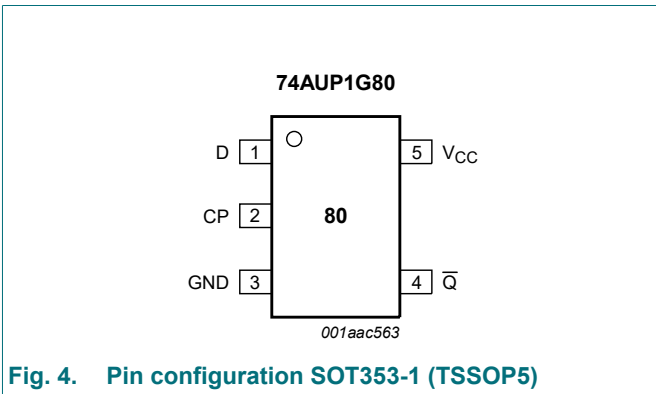 74AUP1G80
D 1
5 VCC
CP 2
80
GND 3
4 Q̅
001aac563
Fig. 4. Pin configuration SOT353-1 (TSSOP5)